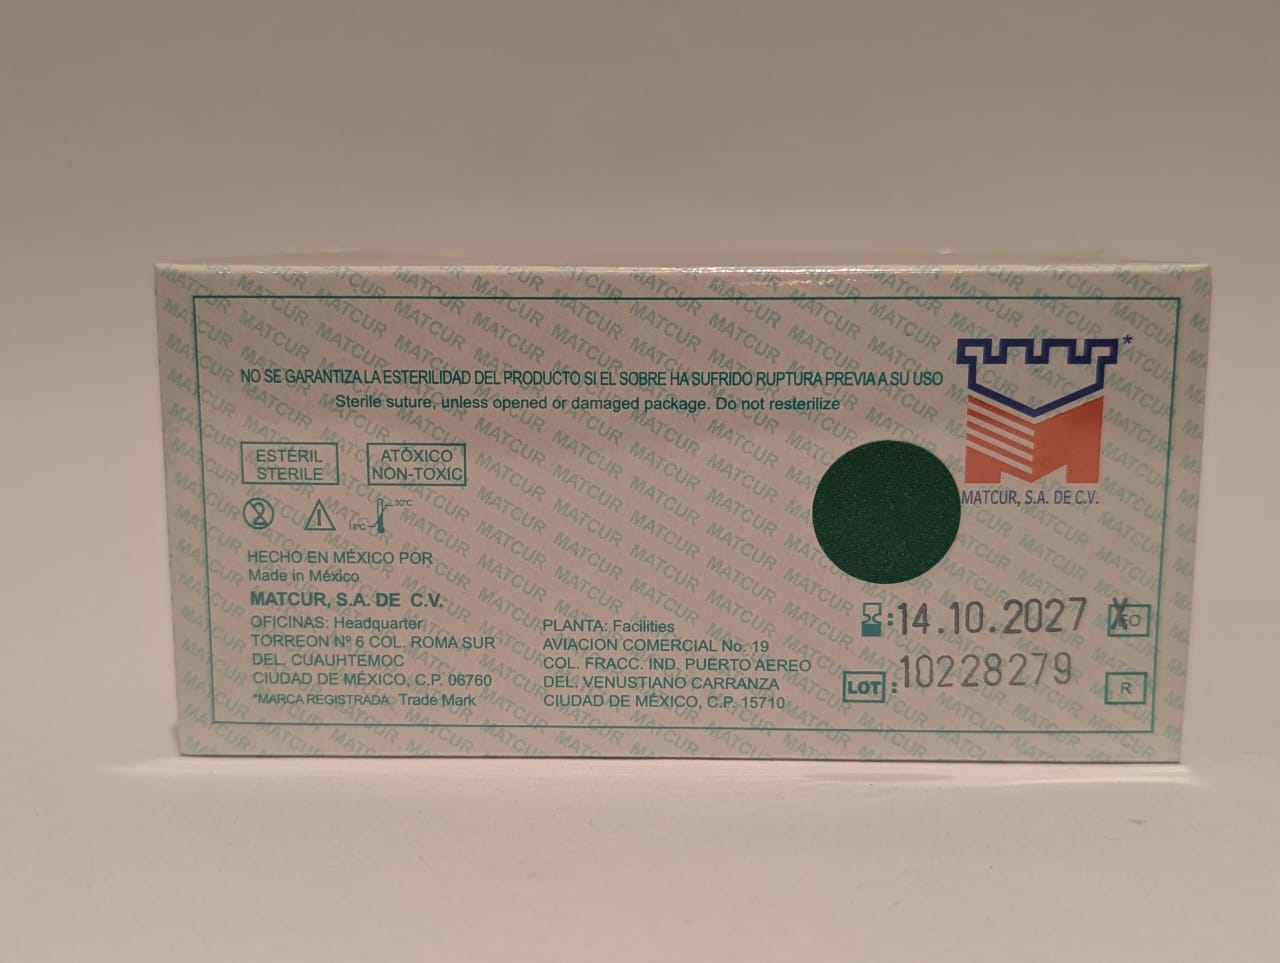 NO SE GARANTIZA LA ESTERILIDAD DEL PRODUCTO SI EL SOBRE HA SUFRIDO RUPTURA PREVIA A SU USO
Sterile suture, unless opened or damaged package. Do not resterilize
*
MATCUR, S.A. DE C.V.
ESTÉRIL
STERILE
ATÓXICO
NON-TOXIC
2
30°C
HECHO EN MÉXICO POR
Made in México
MATCUR, S.A. DE C.V.
OFICINAS: Headquarter
TORREON Nº 6 COL. ROMA SUR
DEL. CUAUHTEMOC
CIUDAD DE MÉXICO, C.P. 06760
*MARCA REGISTRADA Trade Mark
PLANTA: Facilities
AVIACION COMERCIAL No. 19
COL. FRACC. IND. PUERTO AEREO
DEL. VENUSTIANO CARRANZA
CIUDAD DE MÉXICO, C.P. 15710
:14.10.2027
LOT :10228279
R
MATCUR